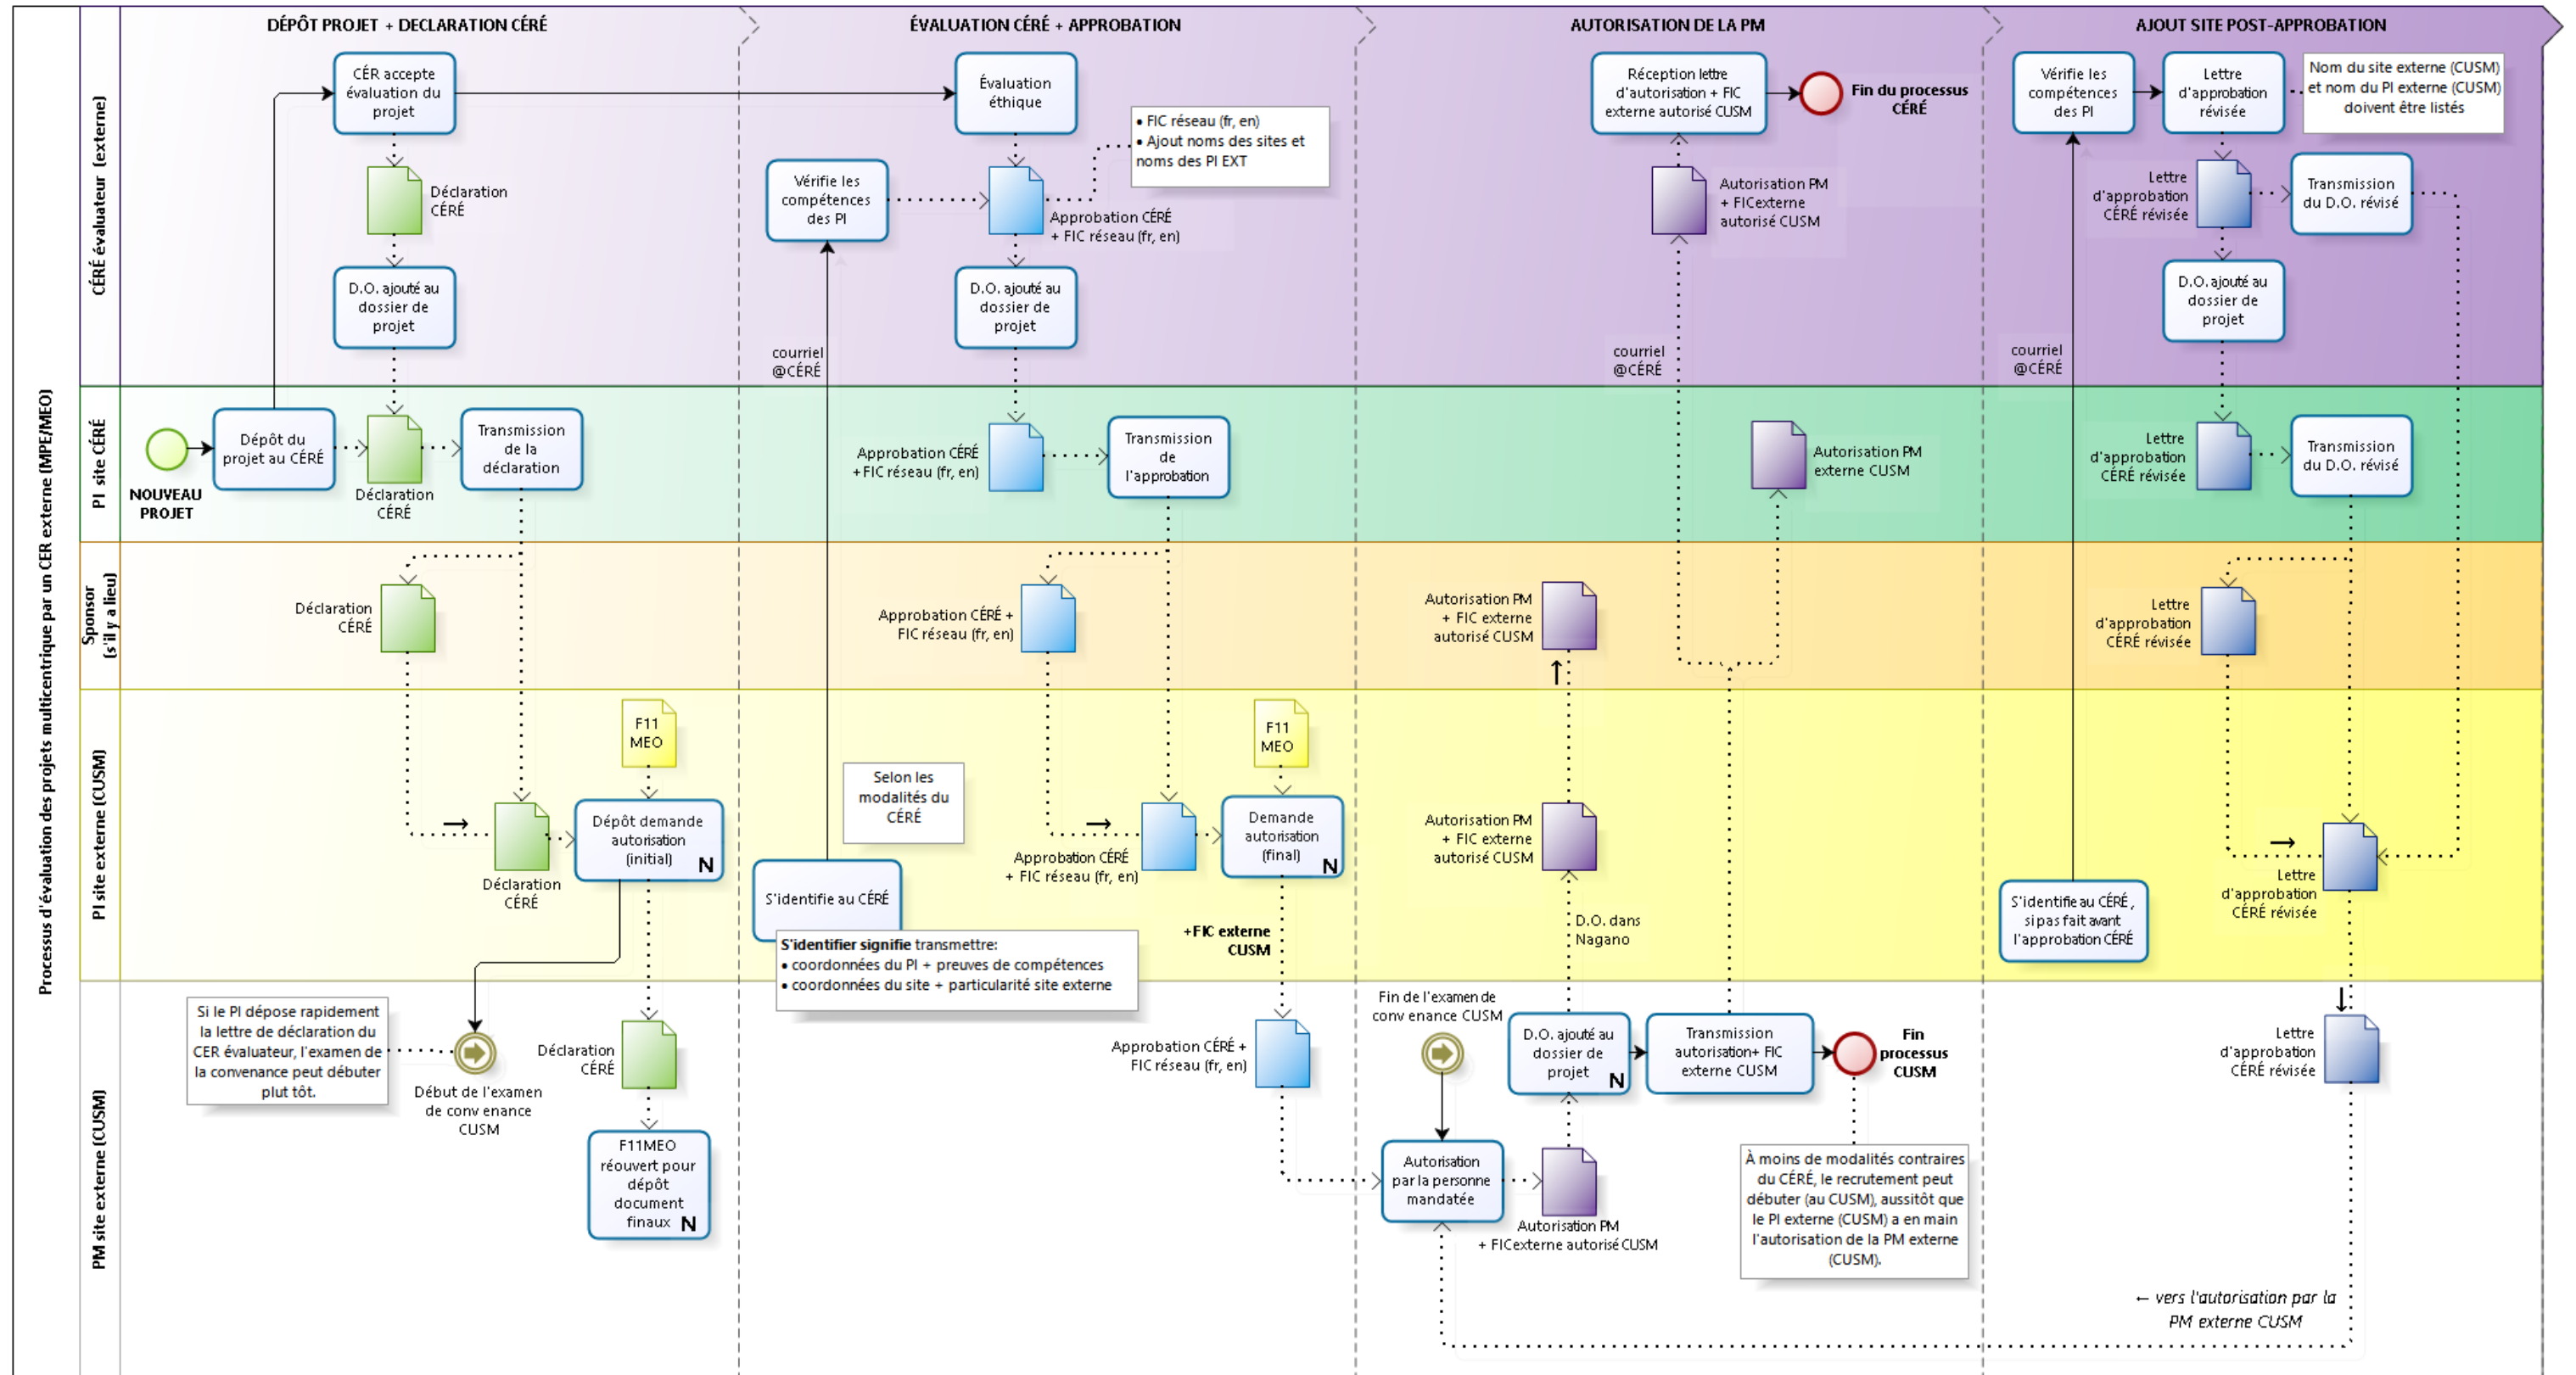 DÉPÔT PROJET + DECLARATION CÉRÉ
ÉVALUATION CÉRÉ + APPROBATION
AUTORISATION DE LA PM
AJOUT SITE POST-APPROBATION
Processus d'évaluation des projets multicentrique par un CER externe (MPE/MEO)
CÉRÉ évaluateur (externe)
CÉR accepte
évaluation du
projet
Déclaration
CÉRÉ
D.O. ajouté au
dossier de
projet
Évaluation
éthique
• FIC réseau (fr, en)
• Ajout noms des sites et
noms des PI EXT
Vérifie les
compétences
des PI
Approbation CÉRÉ
+ FIC réseau (fr, en)
D.O. ajouté au
dossier de
projet
courriel
@CÉRÉ
Réception lettre
d'autorisation + FIC
externe autorisé CUSM
Fin du processus
CÉRÉ
Autorisation PM
+ FICexterne
autorisé CUSM
courriel
@CÉRÉ
Vérifie les
compétences
des PI
Lettre
d'approbation
révisée
Nom du site externe (CUSM)
et nom du PI externe (CUSM)
doivent être listés
Lettre
d'approbation
CÉRÉ révisée
Transmission
du D.O. révisé
D.O. ajouté au
dossier de
projet
courriel
@CÉRÉ
PI site CÉRÉ
NOUVEAU
PROJET
Dépôt du
projet au CÉRÉ
Déclaration
CÉRÉ
Transmission
de la
déclaration
Approbation CÉRÉ
+FIC réseau (fr, en)
Transmission
de
l'approbation
Autorisation PM
externe CUSM
Lettre
d'approbation
CÉRÉ révisée
Transmission
du D.O. révisé
Sponsor
(s'il y a lieu)
Déclaration
CÉRÉ
Approbation CÉRÉ +
FIC réseau (fr, en)
Autorisation PM
+ FIC externe
autorisé CUSM
↑
Lettre
d'approbation
CÉRÉ révisée
PI site externe (CUSM)
F11
MEO
→
Déclaration
CÉRÉ
Dépôt demande
autorisation
(initial)
N
Selon les
modalités du
CÉRÉ
S'identifie au CÉRÉ
S'identifier signifie transmettre:
• coordonnées du PI + preuves de compétences
• coordonnées du site + particularité site externe
→
Approbation CÉRÉ
+ FIC réseau (fr, en)
F11
MEO
Demande
autorisation
(final)
N
+FIC externe
CUSM
Autorisation PM
+ FIC externe
autorisé CUSM
D.O. dans
Nagano
S'identifie au CÉRÉ,
si pas fait avant
l'approbation CÉRÉ
→
Lettre
d'approbation
CÉRÉ révisée
PM site externe (CUSM)
Si le PI dépose rapidement
la lettre de déclaration du
CER évaluateur, l'examen de
la convenance peut débuter
plut tôt.
Début de l'examen
de conv enance
CUSM
Déclaration
CÉRÉ
F11MEO
réouvert pour
dépôt
document
finaux
N
Approbation CÉRÉ +
FIC réseau (fr, en)
Fin de l'examen de
conv enance CUSM
D.O. ajouté au
dossier de
projet
N
Transmission
autorisation+ FIC
externe CUSM
Fin
processus
CUSM
Autorisation
par la personne
mandatée
Autorisation PM
+ FICexterne autorisé CUSM
À moins de modalités contraires
du CÉRÉ, le recrutement peut
débuter (au CUSM), aussitôt que
le PI externe (CUSM) a en main
l'autorisation de la PM externe
(CUSM).
↓
Lettre
d'approbation
CÉRÉ révisée
← vers l'autorisation par la
PM externe CUSM